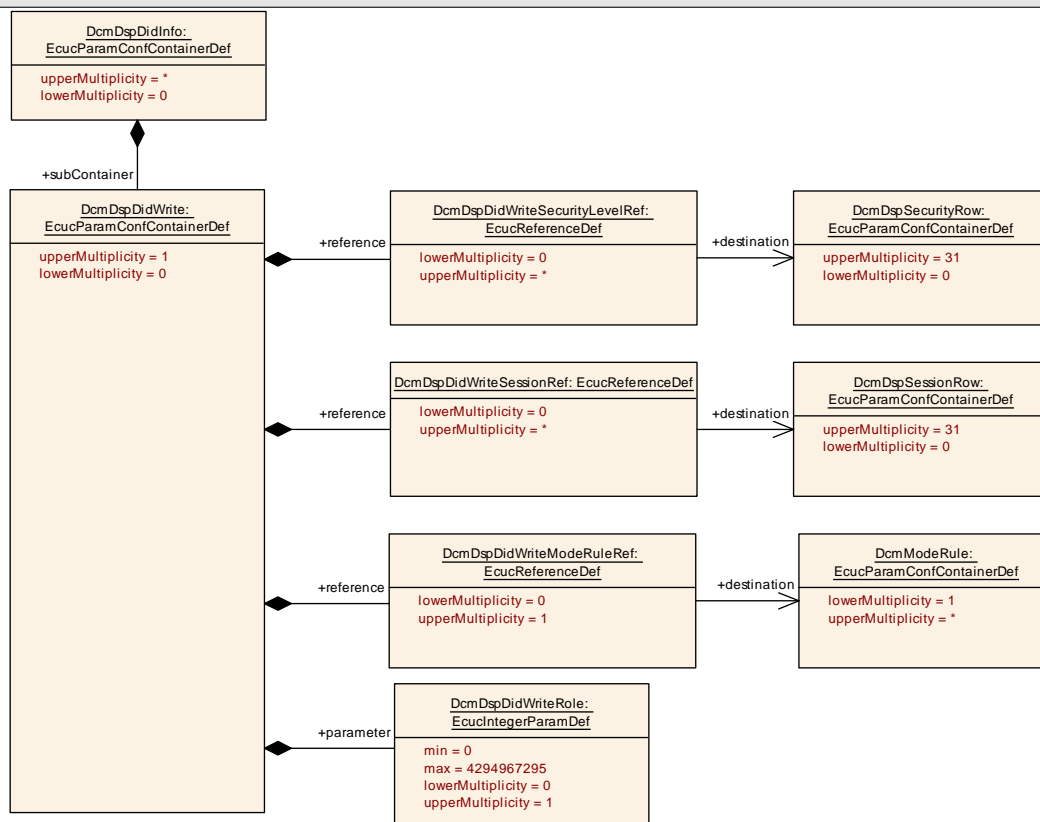 DcmDspDidInfo:
EcucParamConfContainerDef
upperMultiplicity = *
lowerMultiplicity = 0
+subContainer
DcmDspDidWrite:
EcucParamConfContainerDef
upperMultiplicity = 1
lowerMultiplicity = 0
+reference
DcmDspDidWriteSecurityLevelRef:
EcucReferenceDef
lowerMultiplicity = 0
upperMultiplicity = *
+destination
DcmDspSecurityRow:
EcucParamConfContainerDef
upperMultiplicity = 31
lowerMultiplicity = 0
+reference
DcmDspDidWriteSessionRef: EcucReferenceDef
lowerMultiplicity = 0
upperMultiplicity = *
+destination
DcmDspSessionRow:
EcucParamConfContainerDef
upperMultiplicity = 31
lowerMultiplicity = 0
+reference
DcmDspDidWriteModeRuleRef:
EcucReferenceDef
lowerMultiplicity = 0
upperMultiplicity = 1
+destination
DcmModeRule:
EcucParamConfContainerDef
lowerMultiplicity = 1
upperMultiplicity = *
+parameter
DcmDspDidWriteRole:
EcucIntegerParamDef
min = 0
max = 4294967295
lowerMultiplicity = 0
upperMultiplicity = 1